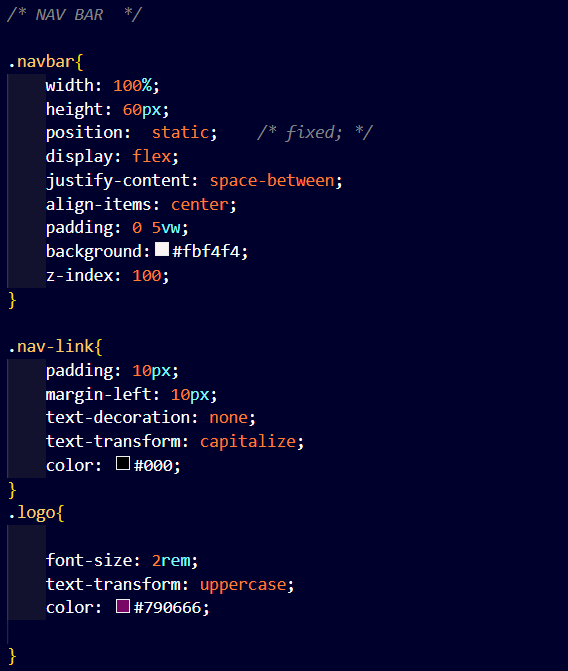 /* NAV BAR  */
.navbar{
    width: 100%;
    height: 60px;
    position:  static;    /* fixed; */
    display: flex;
    justify-content: space-between;
    align-items: center;
    padding: 0 5vw;
    background: #fbf4f4;
    z-index: 100;
}
.nav-link{
    padding: 10px;
    margin-left: 10px;
    text-decoration: none;
    text-transform: capitalize;
    color: #000;
}
.logo{
    font-size: 2rem;
    text-transform: uppercase;
    color: #790666;
}